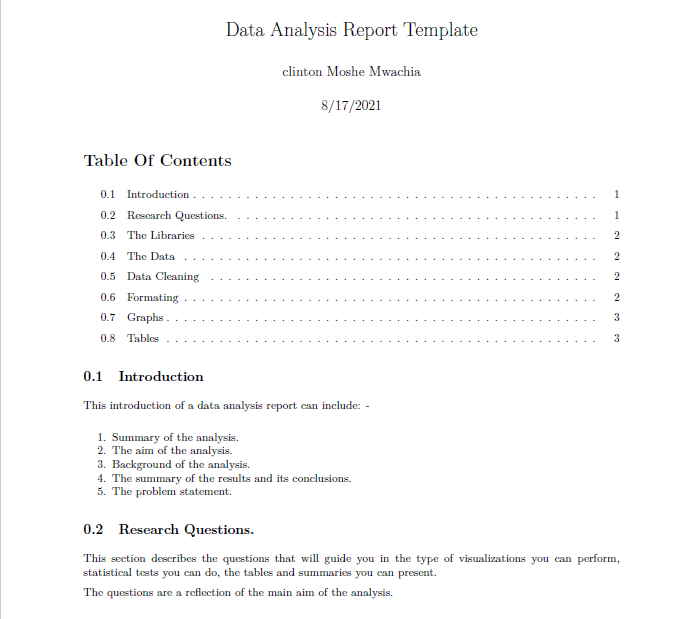 Data Analysis Report Template
clinton Moshe Mwachia
8/17/2021
Table Of Contents
0.1 Introduction . . . . . . . . . . . . . . . . . . . . . . . . . . . . . . . . . . . . . . . . . . . . . . 1
0.2 Research Questions. . . . . . . . . . . . . . . . . . . . . . . . . . . . . . . . . . . . . . . . . . 1
0.3 The Libraries . . . . . . . . . . . . . . . . . . . . . . . . . . . . . . . . . . . . . . . . . . . . . 2
0.4 The Data . . . . . . . . . . . . . . . . . . . . . . . . . . . . . . . . . . . . . . . . . . . . . . . 2
0.5 Data Cleaning . . . . . . . . . . . . . . . . . . . . . . . . . . . . . . . . . . . . . . . . . . . . 2
0.6 Formating . . . . . . . . . . . . . . . . . . . . . . . . . . . . . . . . . . . . . . . . . . . . . . . 2
0.7 Graphs . . . . . . . . . . . . . . . . . . . . . . . . . . . . . . . . . . . . . . . . . . . . . . . . . 3
0.8 Tables . . . . . . . . . . . . . . . . . . . . . . . . . . . . . . . . . . . . . . . . . . . . . . . . . 3
0.1 Introduction
This introduction of a data analysis report can include: -
1. Summary of the analysis.
2. The aim of the analysis.
3. Background of the analysis.
4. The summary of the results and its conclusions.
5. The problem statement.
0.2 Research Questions.
This section describes the questions that will guide you in the type of visualizations you can perform,
statistical tests you can do, the tables and summaries you can present.
The questions are a reflection of the main aim of the analysis.